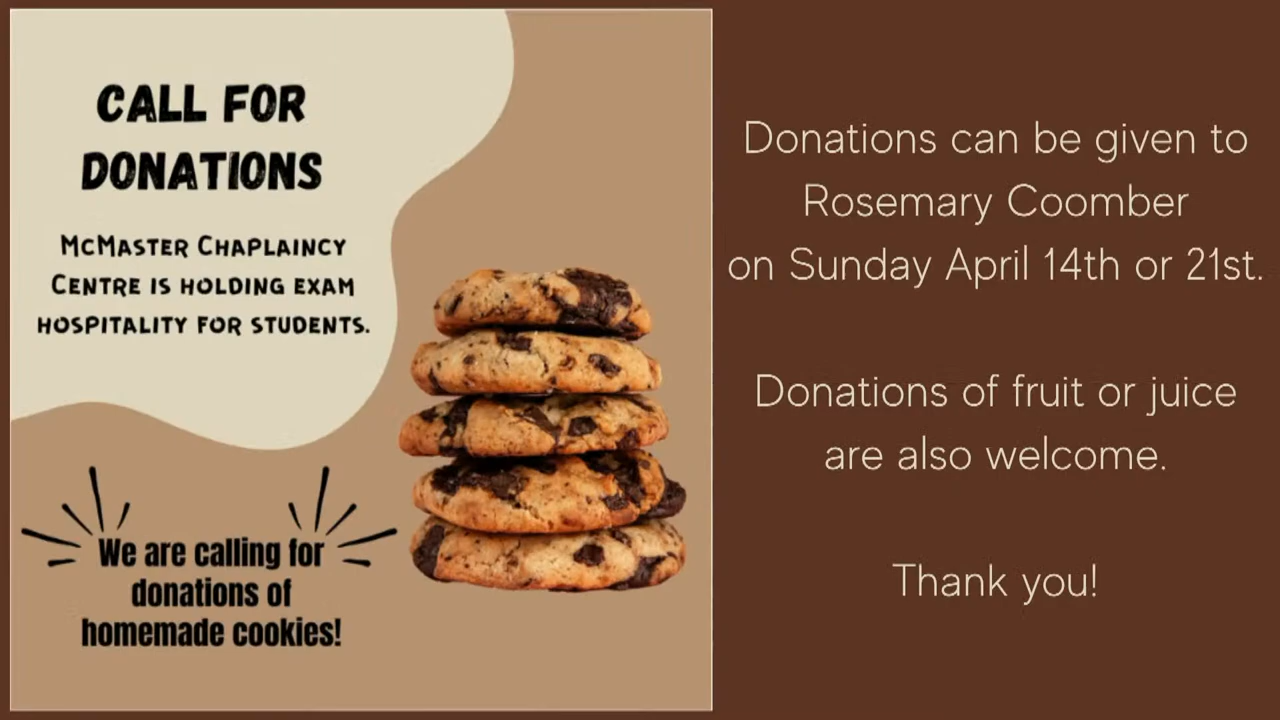 CALL FOR
DONATIONS
McMASTER CHAPLAINCY
CENTRE IS HOLDING EXAM
HOSPITALITY FOR STUDENTS.
We are calling for
donations of
homemade cookies!
Donations can be given to
Rosemary Coomber
on Sunday April 14th or 21st.
Donations of fruit or juice
are also welcome.
Thank you!